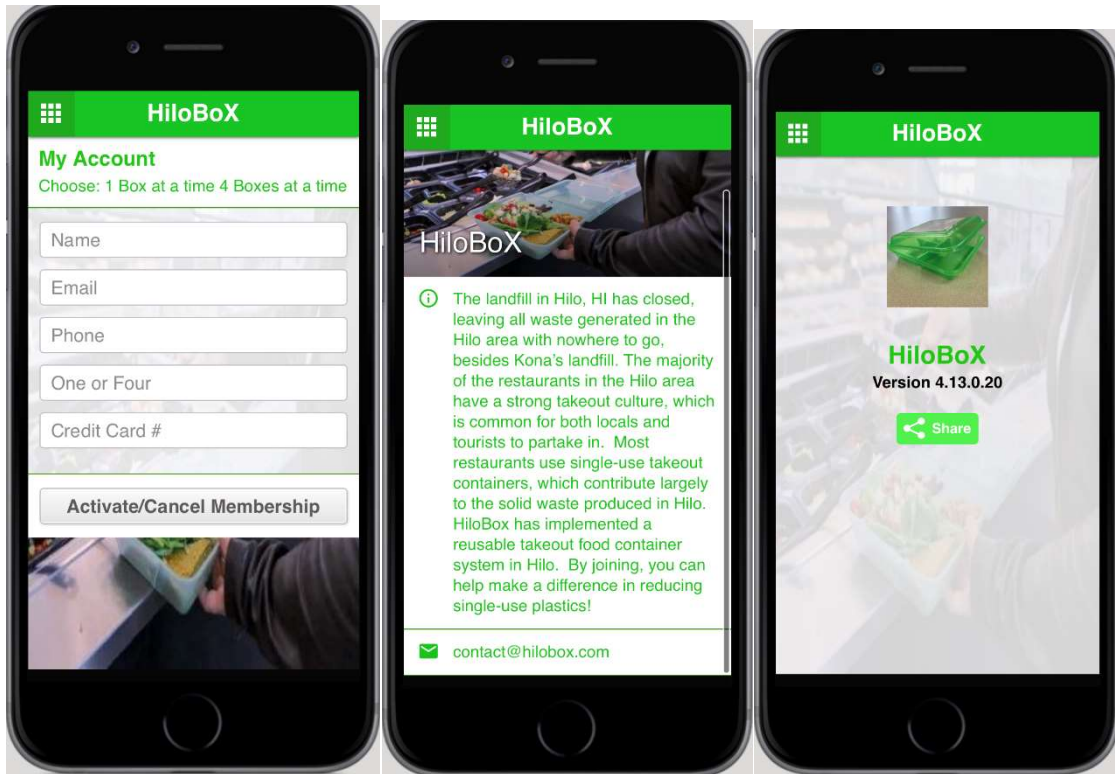 HiloBoX
My Account
Choose: 1 Box at a time 4 Boxes at a time
Name
Email
Phone
One or Four
Credit Card #
Activate/Cancel Membership
HiloBoX
HiloBoX
The landfill in Hilo, HI has closed,
leaving all waste generated in the
Hilo area with nowhere to go,
besides Kona's landfill. The majority
of the restaurants in the Hilo area
have a strong takeout culture, which
is common for both locals and
tourists to partake in.  Most
restaurants use single-use takeout
containers, which contribute largely
to the solid waste produced in Hilo.
HiloBox has implemented a
reusable takeout food container
system in Hilo.  By joining, you can
help make a difference in reducing
single-use plastics!
contact@hilobox.com
HiloBoX
HiloBoX
Version 4.13.0.20
Share